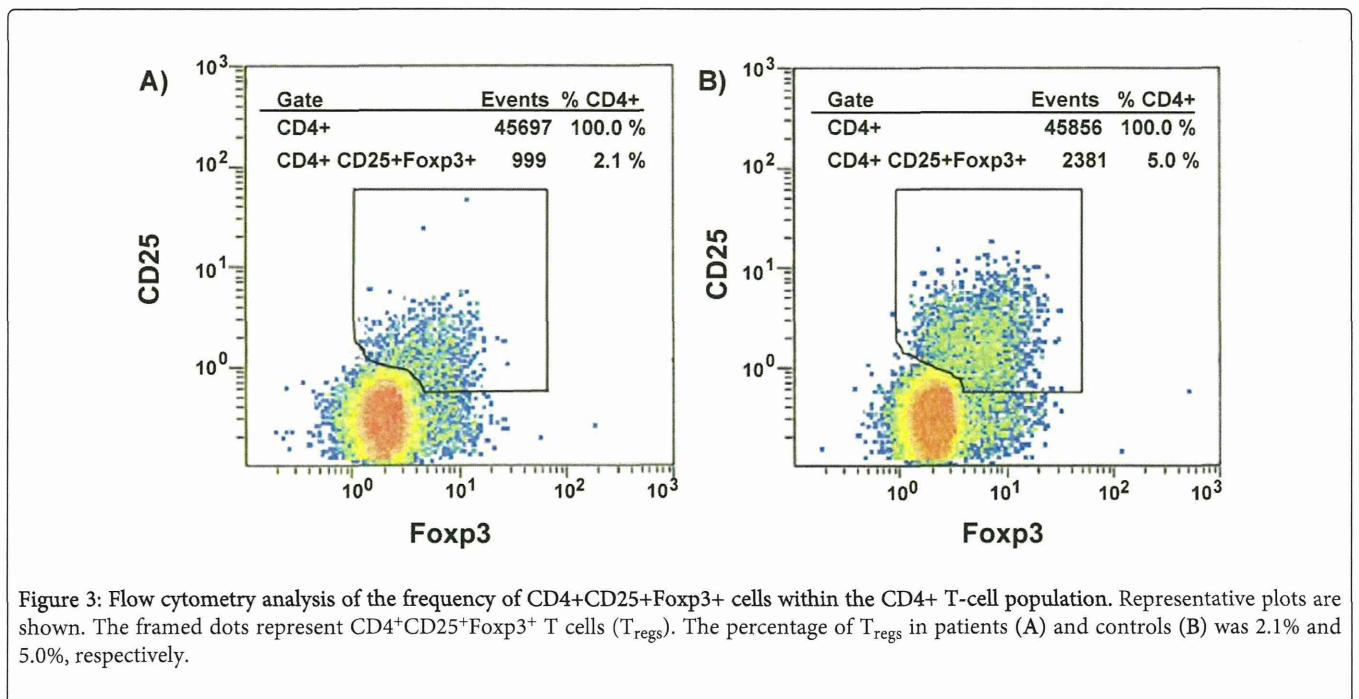 A)
10³
10²
10¹
10⁰
CD25
Gate Events % CD4+
CD4+ 45697 100.0 %
CD4+ CD25+Foxp3+ 999 2.1 %
10⁰ 10¹ 10² 10³
Foxp3
B)
10³
10²
10¹
10⁰
CD25
Gate Events % CD4+
CD4+ 45856 100.0 %
CD4+ CD25+Foxp3+ 2381 5.0 %
10⁰ 10¹ 10² 10³
Foxp3
Figure 3: Flow cytometry analysis of the frequency of CD4+CD25+Foxp3+ cells within the CD4+ T-cell population. Representative plots are
shown. The framed dots represent CD4⁺CD25⁺Foxp3⁺ T cells (Tregs). The percentage of Tregs in patients (A) and controls (B) was 2.1% and
5.0%, respectively.